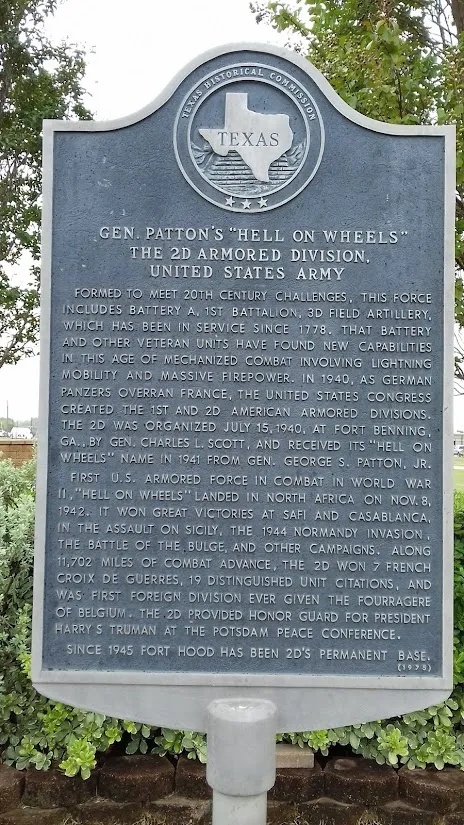 TEXAS HISTORICAL COMMISSION
TEXAS
GEN. PATTON'S "HELL ON WHEELS"
THE 2D ARMORED DIVISION,
UNITED STATES ARMY
FORMED TO MEET 20TH CENTURY CHALLENGES, THIS FORCE
INCLUDES BATTERY A, 1ST BATTALION, 3D FIELD ARTILLERY,
WHICH HAS BEEN IN SERVICE SINCE 1778. THAT BATTERY
AND OTHER VETERAN UNITS HAVE FOUND NEW CAPABILITIES
IN THIS AGE OF MECHANIZED COMBAT INVOLVING LIGHTNING
MOBILITY AND MASSIVE FIREPOWER. IN 1940, AS GERMAN
PANZERS OVERRAN FRANCE, THE UNITED STATES CONGRESS
CREATED THE 1ST AND 2D AMERICAN ARMORED DIVISIONS.
THE 2D WAS ORGANIZED JULY 15, 1940, AT FORT BENNING,
GA., BY GEN. CHARLES L. SCOTT, AND RECEIVED ITS "HELL ON
WHEELS" NAME IN 1941 FROM GEN. GEORGE S. PATTON, JR.
FIRST U.S. ARMORED FORCE IN COMBAT IN WORLD WAR
II, "HELL ON WHEELS" LANDED IN NORTH AFRICA ON NOV. 8,
1942. IT WON GREAT VICTORIES AT SAFI AND CASABLANCA,
IN THE ASSAULT ON SICILY, THE 1944 NORMANDY INVASION,
THE BATTLE OF THE BULGE, AND OTHER CAMPAIGNS. ALONG
11,702 MILES OF COMBAT ADVANCE, THE 2D WON 7 FRENCH
CROIX DE GUERRES, 19 DISTINGUISHED UNIT CITATIONS, AND
WAS FIRST FOREIGN DIVISION EVER GIVEN THE FOURRAGERE
OF BELGIUM. THE 2D PROVIDED HONOR GUARD FOR PRESIDENT
HARRY S TRUMAN AT THE POTSDAM PEACE CONFERENCE.
SINCE 1945 FORT HOOD HAS BEEN 2D'S PERMANENT BASE.
(1975)